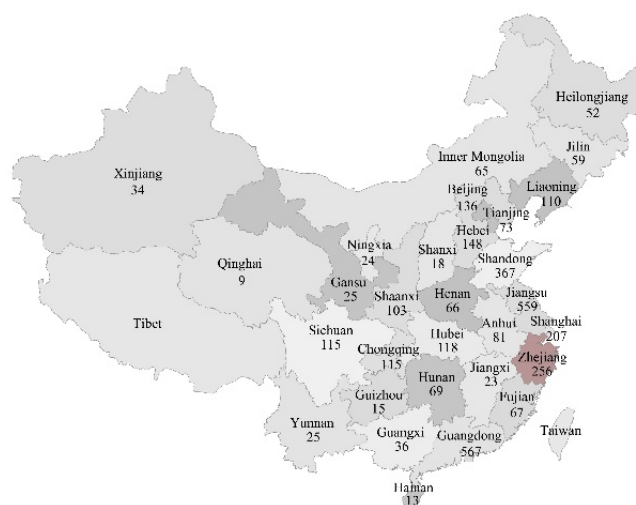 Heilongjiang
52
Jilin
59
Inner Mongolia
65
Liaoning
110
Xinjiang
34
Beijing
136
Tianjing
73
Hebei
148
Ningxia
24
Shanxi
18
Shandong
367
Qinghai
9
Gansu
25
Shaanxi
103
Henan
66
Jiangsu
559
Tibet
Sichuan
115
Anhui
81
Shanghai
207
Hubei
118
Chongqing
115
Zhejiang
256
Hunan
69
Jiangxi
23
Guizhou
15
Fujian
67
Yunnan
25
Guangxi
36
Guangdong
567
Taiwan
Hainan
13